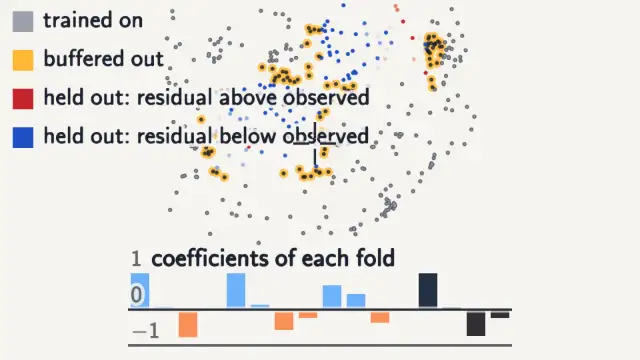 trained on
buffered out
held out: residual above observed
held out: residual below observed
1 coefficients of each fold
0
−1